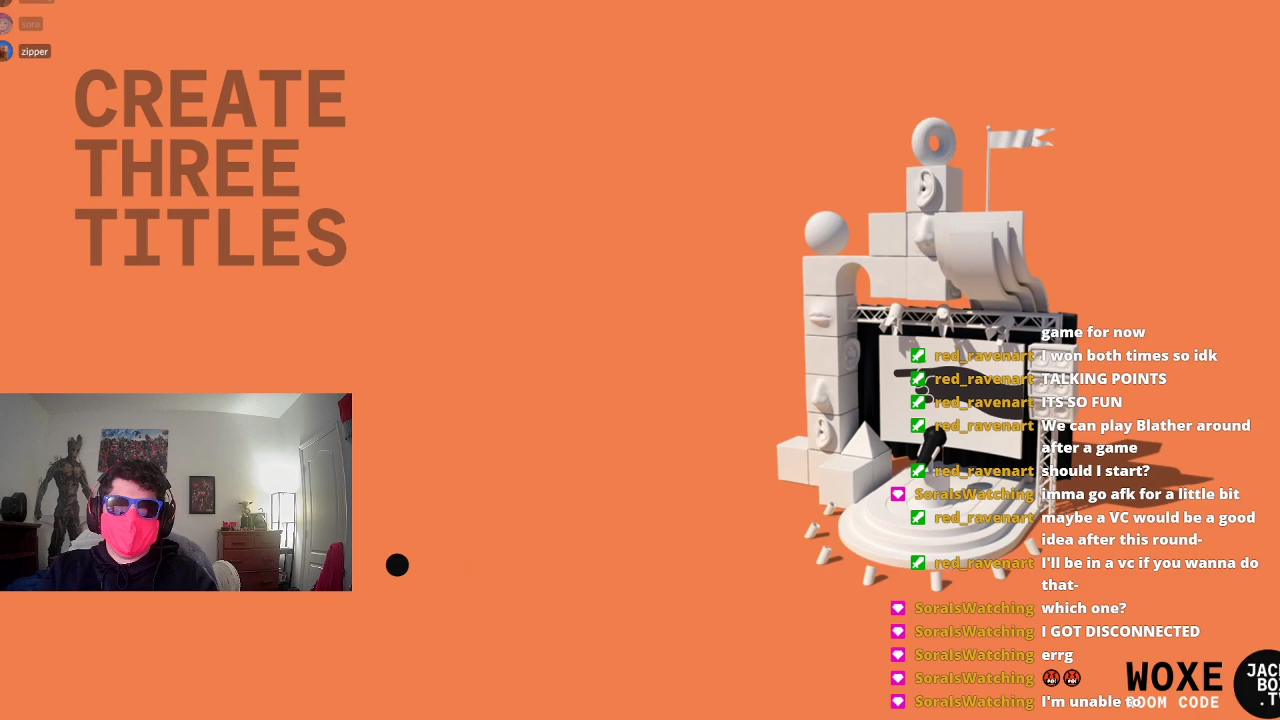 sora
zipper
CREATE
THREE
TITLES
game for now
red_ravenart I won both times so idk
red_ravenart TALKING POINTS
red_ravenart ITS SO FUN
red_ravenart We can play Blather around
after a game
red_ravenart should I start?
SoraIsWatching imma go afk for a little bit
red_ravenart maybe a VC would be a good
idea after this round-
red_ravenart I'll be in a vc if you wanna do
that-
SoraIsWatching which one?
SoraIsWatching I GOT DISCONNECTED
SoraIsWatching errg
SoraIsWatching
SoraIsWatching I'm unable to
WOXE
ROOM CODE